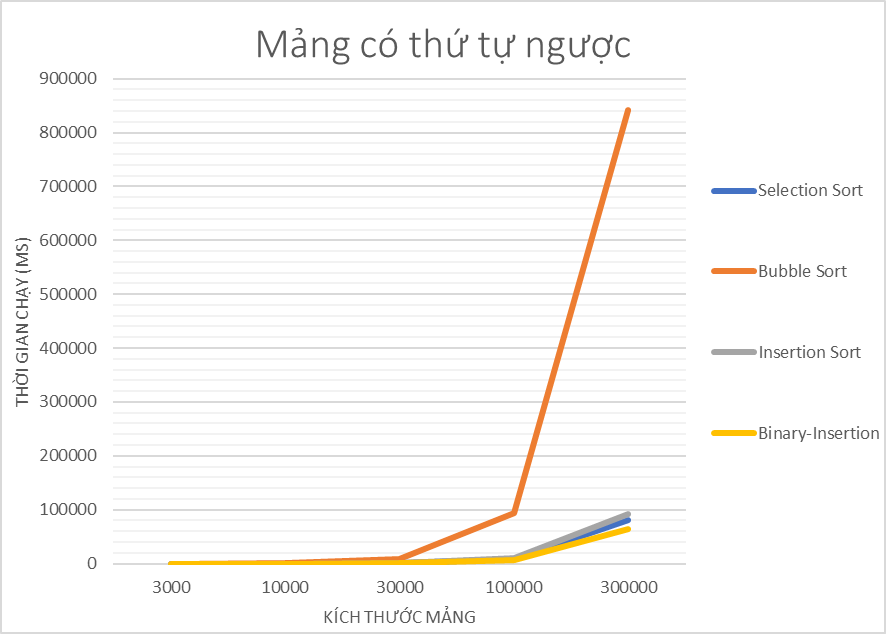 Mảng có thứ tự ngược
900000
800000
700000
600000
500000
400000
300000
200000
100000
0
THỜI GIAN CHẠY (MS)
3000 10000 30000 100000 300000
KÍCH THƯỚC MẢNG
Selection Sort
Bubble Sort
Insertion Sort
Binary-Insertion